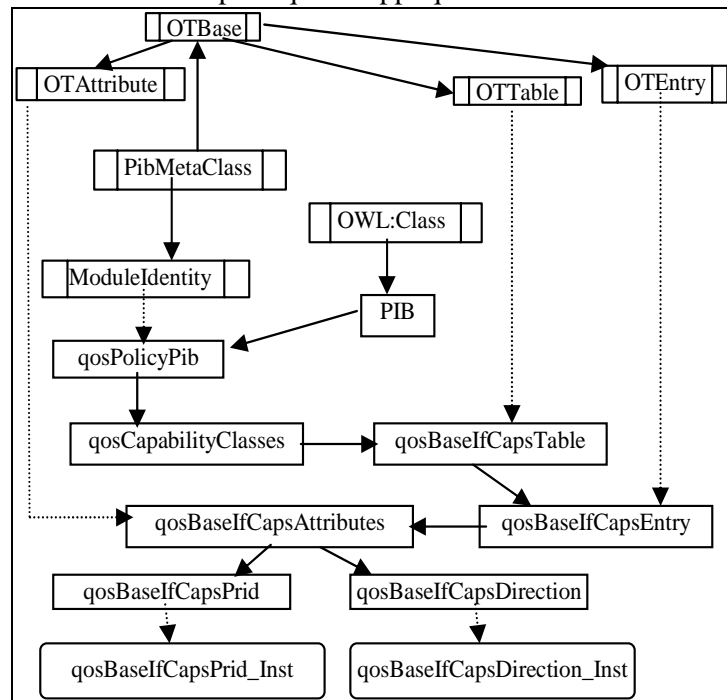 OTBase
OTAttribute
OTTable
OTEntry
PibMetaClass
OWL:Class
ModuleIdentity
PIB
qosPolicyPib
qosCapabilityClasses
qosBaseIfCapsTable
qosBaseIfCapsAttributes
qosBaseIfCapsEntry
qosBaseIfCapsPrid
qosBaseIfCapsDirection
qosBaseIfCapsPrid_Inst
qosBaseIfCapsDirection_Inst